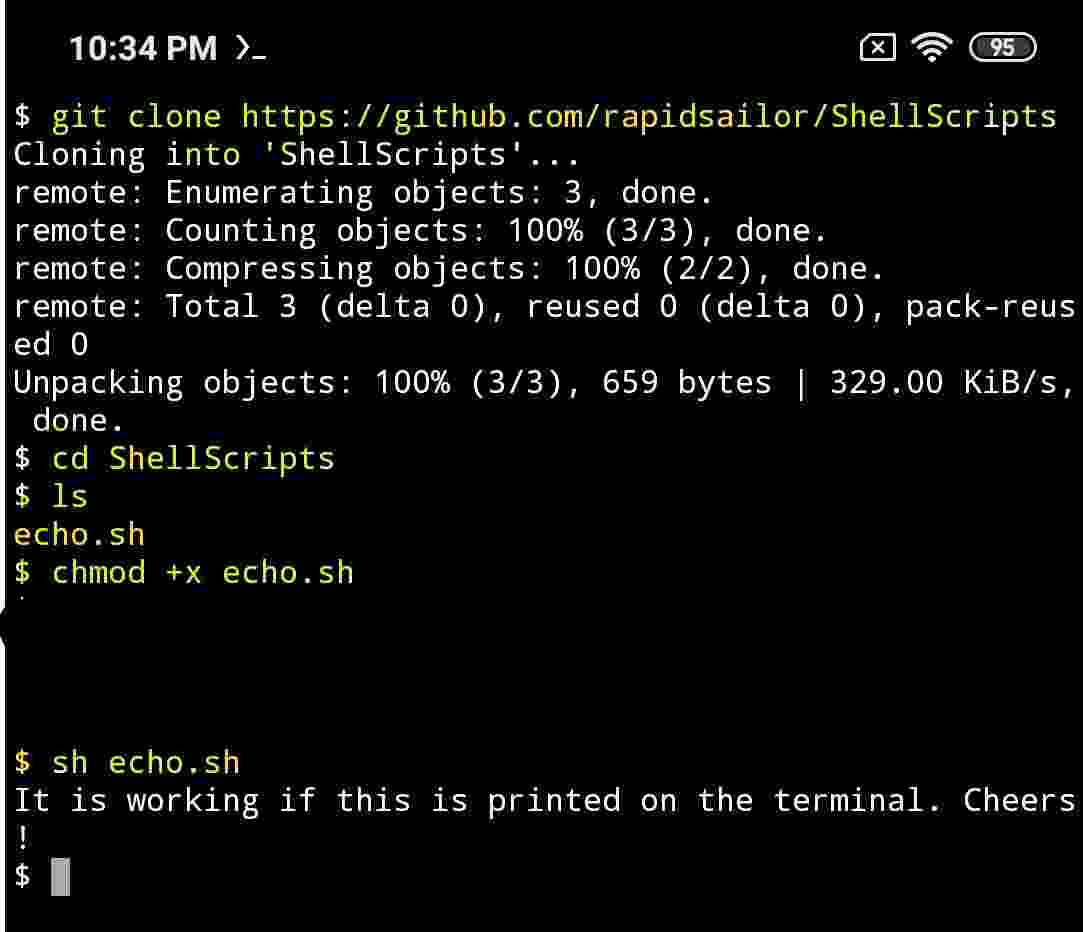 10:34 PM >_ 95
$ git clone https://github.com/rapidsailor/ShellScripts
Cloning into 'ShellScripts'...
remote: Enumerating objects: 3, done.
remote: Counting objects: 100% (3/3), done.
remote: Compressing objects: 100% (2/2), done.
remote: Total 3 (delta 0), reused 0 (delta 0), pack-reus
ed 0
Unpacking objects: 100% (3/3), 659 bytes | 329.00 KiB/s,
 done.
$ cd ShellScripts
$ ls
echo.sh
$ chmod +x echo.sh
$ sh echo.sh
It is working if this is printed on the terminal. Cheers
!
$